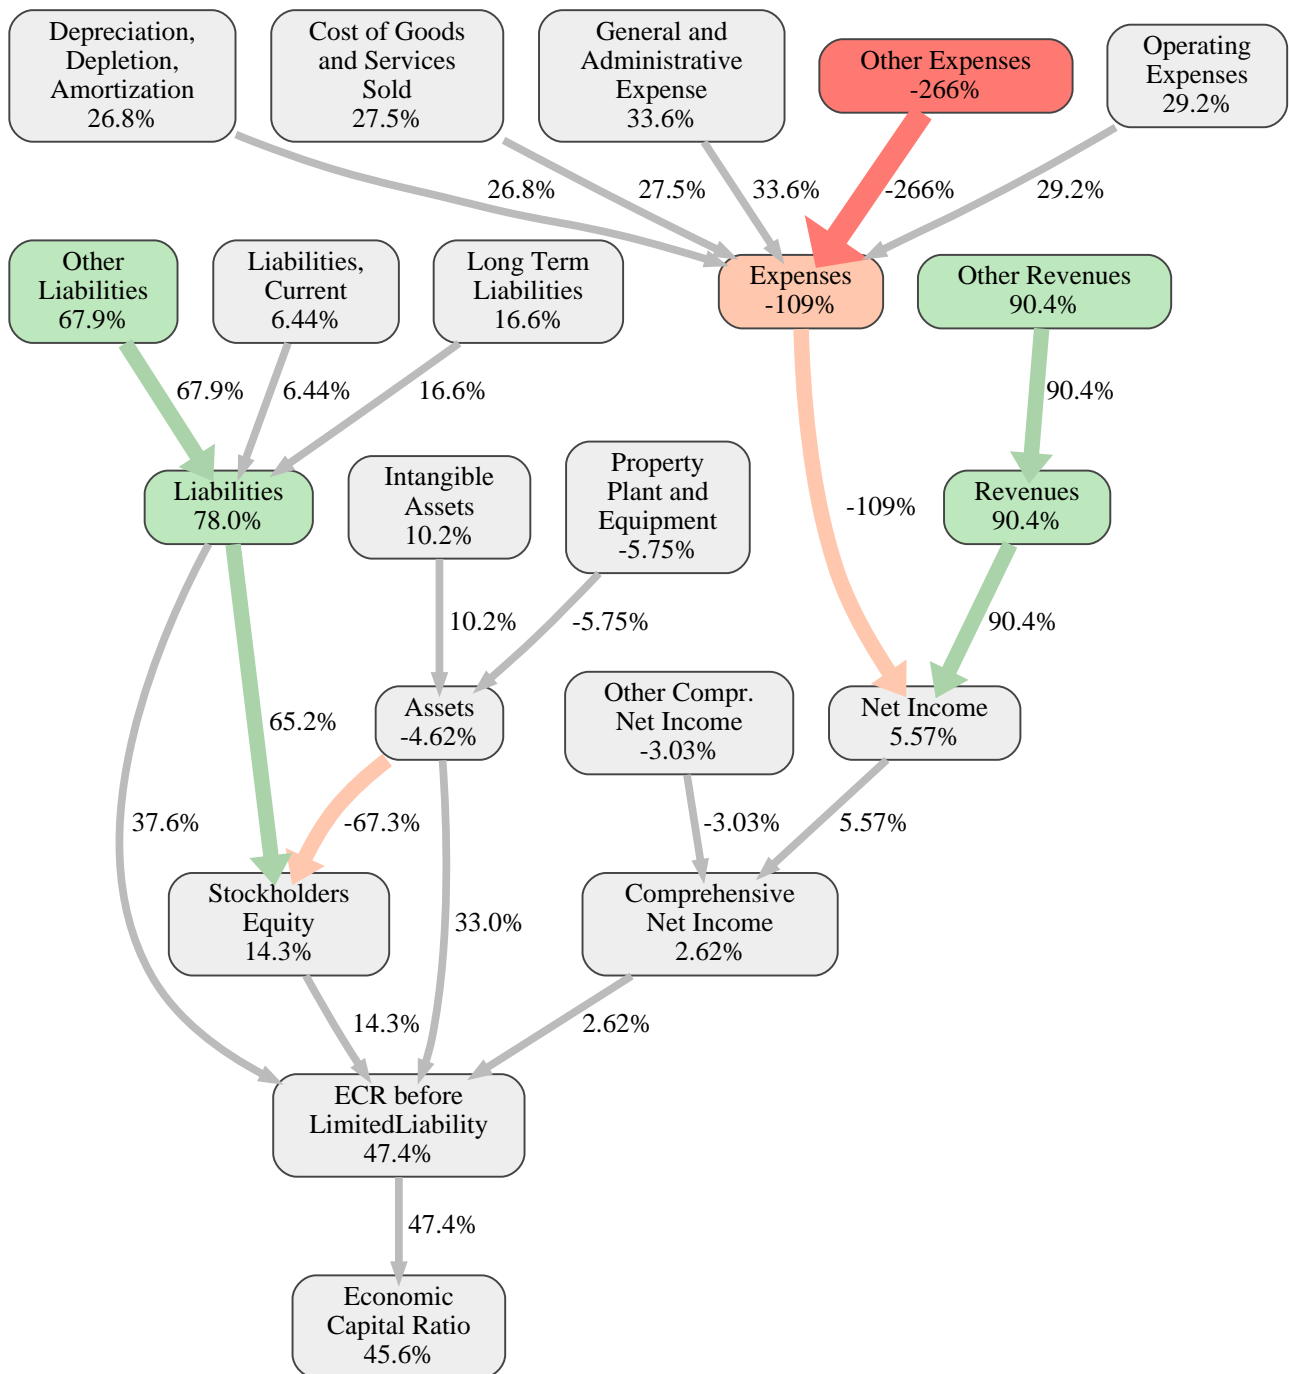 Depreciation,
Depletion,
Amortization
26.8%
Cost of Goods
and Services
Sold
27.5%
General and
Administrative
Expense
33.6%
Other Expenses
-266%
Operating
Expenses
29.2%
26.8%
27.5%
33.6%
-266%
29.2%
Other
Liabilities
67.9%
Liabilities,
Current
6.44%
Long Term
Liabilities
16.6%
Expenses
-109%
Other Revenues
90.4%
67.9%
6.44%
16.6%
90.4%
Liabilities
78.0%
Intangible
Assets
10.2%
Property
Plant and
Equipment
-5.75%
-109%
Revenues
90.4%
10.2%
-5.75%
90.4%
65.2%
Assets
-4.62%
Other Compr.
Net Income
-3.03%
Net Income
5.57%
37.6%
-67.3%
-3.03%
5.57%
Stockholders
Equity
14.3%
33.0%
Comprehensive
Net Income
2.62%
14.3%
2.62%
ECR before
LimitedLiability
47.4%
47.4%
Economic
Capital Ratio
45.6%